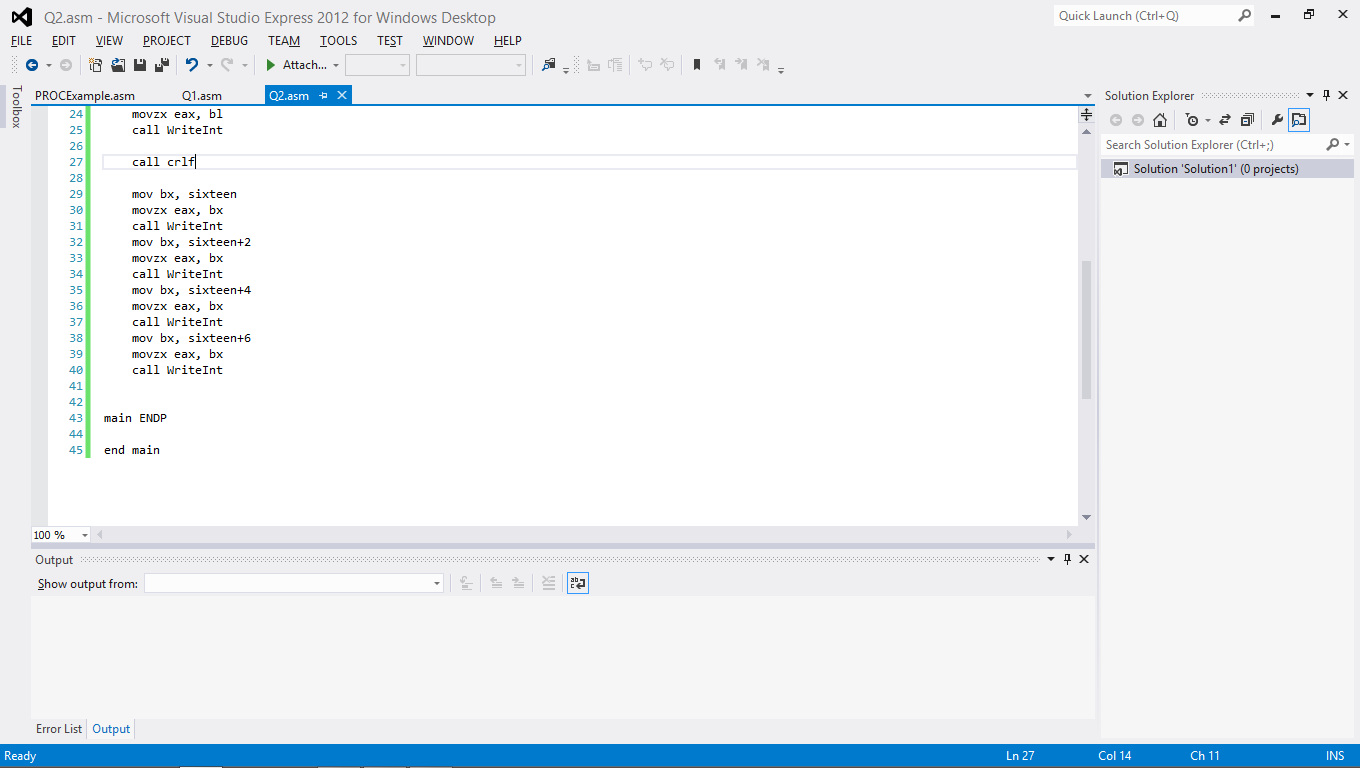 Q2.asm - Microsoft Visual Studio Express 2012 for Windows Desktop
Quick Launch (Ctrl+Q)
FILE EDIT VIEW PROJECT DEBUG TEAM TOOLS TEST WINDOW HELP
Attach...
Toolbox
PROCExample.asm Q1.asm Q2.asm
24 movzx eax, bl
25 call WriteInt
26
27 call crlf
28
29 mov bx, sixteen
30 movzx eax, bx
31 call WriteInt
32 mov bx, sixteen+2
33 movzx eax, bx
34 call WriteInt
35 mov bx, sixteen+4
36 movzx eax, bx
37 call WriteInt
38 mov bx, sixteen+6
39 movzx eax, bx
40 call WriteInt
41
42
43 main ENDP
44
45 end main
100 %
Solution Explorer
Search Solution Explorer (Ctrl+;)
Solution 'Solution1' (0 projects)
Output
Show output from:
Error List Output
Ready Ln 27 Col 14 Ch 11 INS